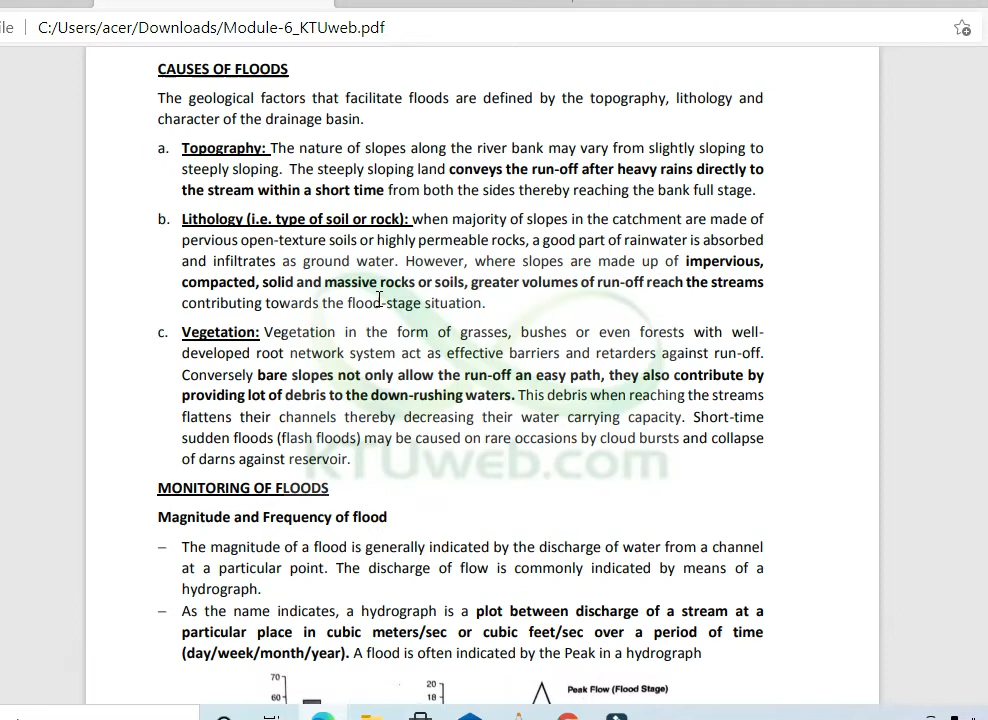 ile C:/Users/acer/Downloads/Module-6_KTUweb.pdf
CAUSES OF FLOODS
The geological factors that facilitate floods are defined by the topography, lithology and
character of the drainage basin.
a. Topography: The nature of slopes along the river bank may vary from slightly sloping to
steeply sloping. The steeply sloping land conveys the run-off after heavy rains directly to
the stream within a short time from both the sides thereby reaching the bank full stage.
b. Lithology (i.e. type of soil or rock): when majority of slopes in the catchment are made of
pervious open-texture soils or highly permeable rocks, a good part of rainwater is absorbed
and infiltrates as ground water. However, where slopes are made up of impervious,
compacted, solid and massive rocks or soils, greater volumes of run-off reach the streams
contributing towards the flood-stage situation.
c. Vegetation: Vegetation in the form of grasses, bushes or even forests with well-
developed root network system act as effective barriers and retarders against run-off.
Conversely bare slopes not only allow the run-off an easy path, they also contribute by
providing lot of debris to the down-rushing waters. This debris when reaching the streams
flattens their channels thereby decreasing their water carrying capacity. Short-time
sudden floods (flash floods) may be caused on rare occasions by cloud bursts and collapse
of darns against reservoir.
KTUweb.com
MONITORING OF FLOODS
Magnitude and Frequency of flood
– The magnitude of a flood is generally indicated by the discharge of water from a channel
at a particular point. The discharge of flow is commonly indicated by means of a
hydrograph.
– As the name indicates, a hydrograph is a plot between discharge of a stream at a
particular place in cubic meters/sec or cubic feet/sec over a period of time
(day/week/month/year). A flood is often indicated by the Peak in a hydrograph
70 20 Peak Flow (Flood Stage)
60 18